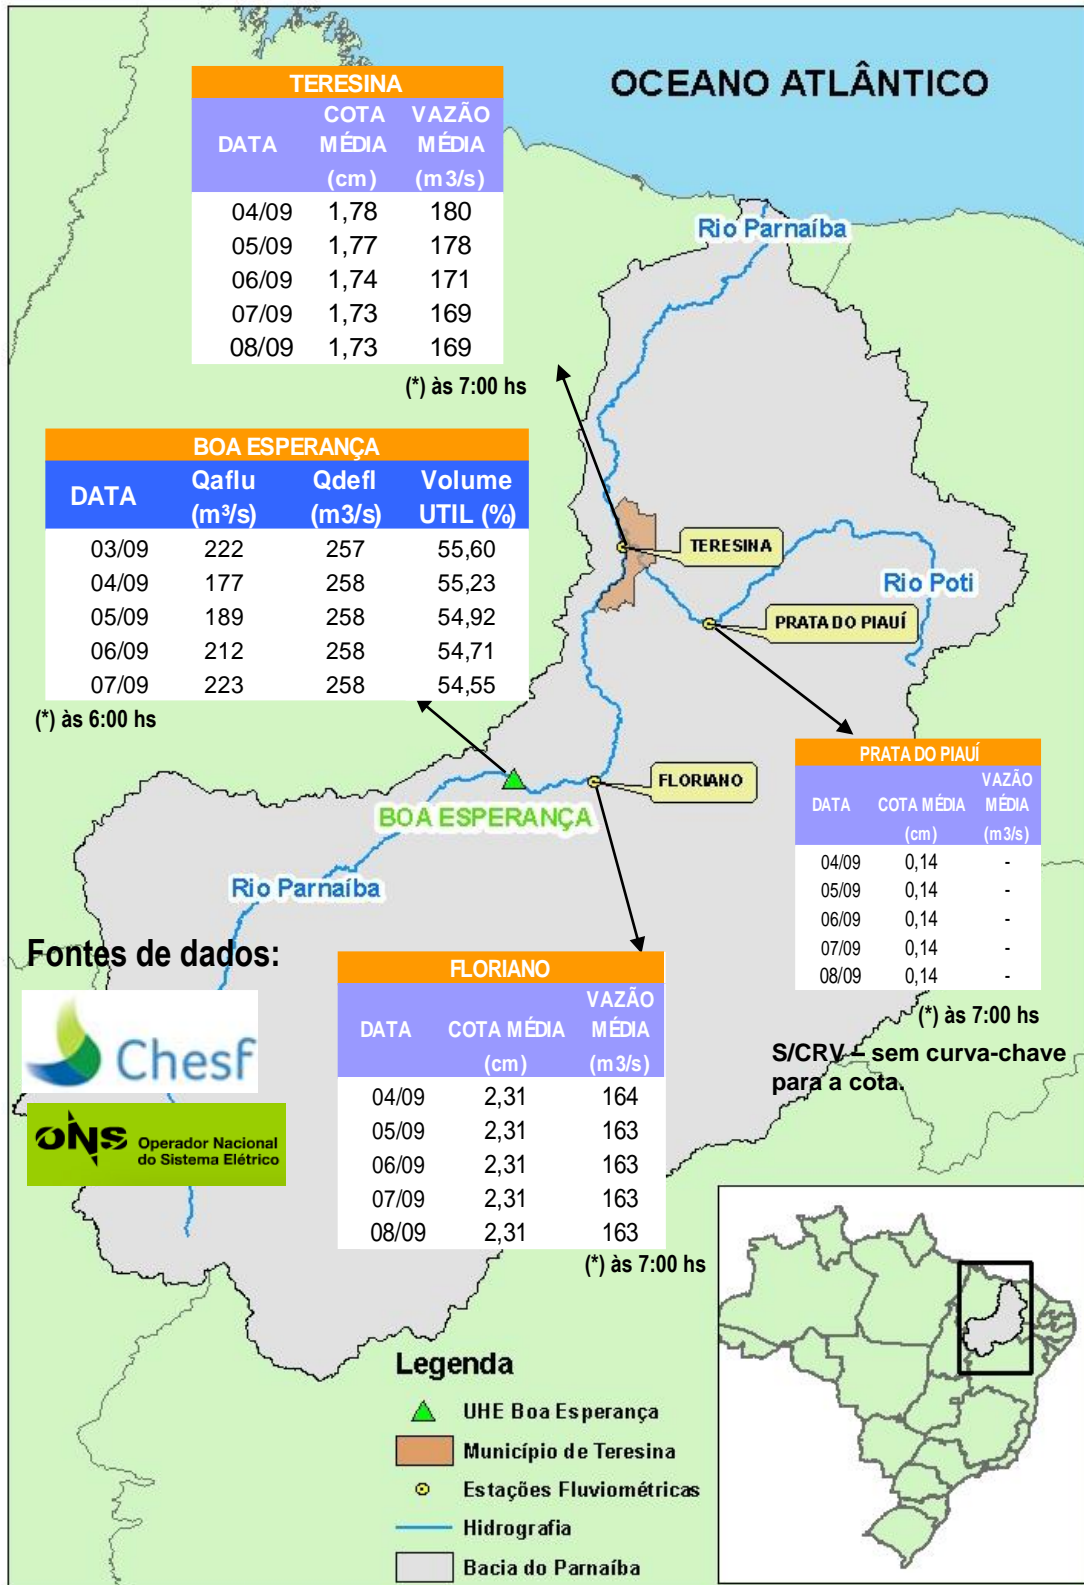 OCEANO ATLÂNTICO
TERESINA
DATA COTA MÉDIA (cm) VAZÃO MÉDIA (m3/s)
04/09 1,78 180
05/09 1,77 178
06/09 1,74 171
07/09 1,73 169
08/09 1,73 169
(*) às 7:00 hs
Rio Parnaíba
BOA ESPERANÇA
DATA Qaflu (m³/s) Qdefl (m3/s) Volume UTIL (%)
03/09 222 257 55,60
04/09 177 258 55,23
05/09 189 258 54,92
06/09 212 258 54,71
07/09 223 258 54,55
(*) às 6:00 hs
TERESINA
Rio Poti
PRATA DO PIAUÍ
FLORIANO
BOA ESPERANÇA
Rio Parnaíba
PRATA DO PIAUÍ
DATA COTA MÉDIA (cm) VAZÃO MÉDIA (m3/s)
04/09 0,14 -
05/09 0,14 -
06/09 0,14 -
07/09 0,14 -
08/09 0,14 -
(*) às 7:00 hs
S/CRV – sem curva-chave
para a cota.
Fontes de dados:
Chesf
ONS Operador Nacional
do Sistema Elétrico
FLORIANO
DATA COTA MÉDIA (cm) VAZÃO MÉDIA (m3/s)
04/09 2,31 164
05/09 2,31 163
06/09 2,31 163
07/09 2,31 163
08/09 2,31 163
(*) às 7:00 hs
Legenda
UHE Boa Esperança
Município de Teresina
Estações Fluviométricas
Hidrografia
Bacia do Parnaíba